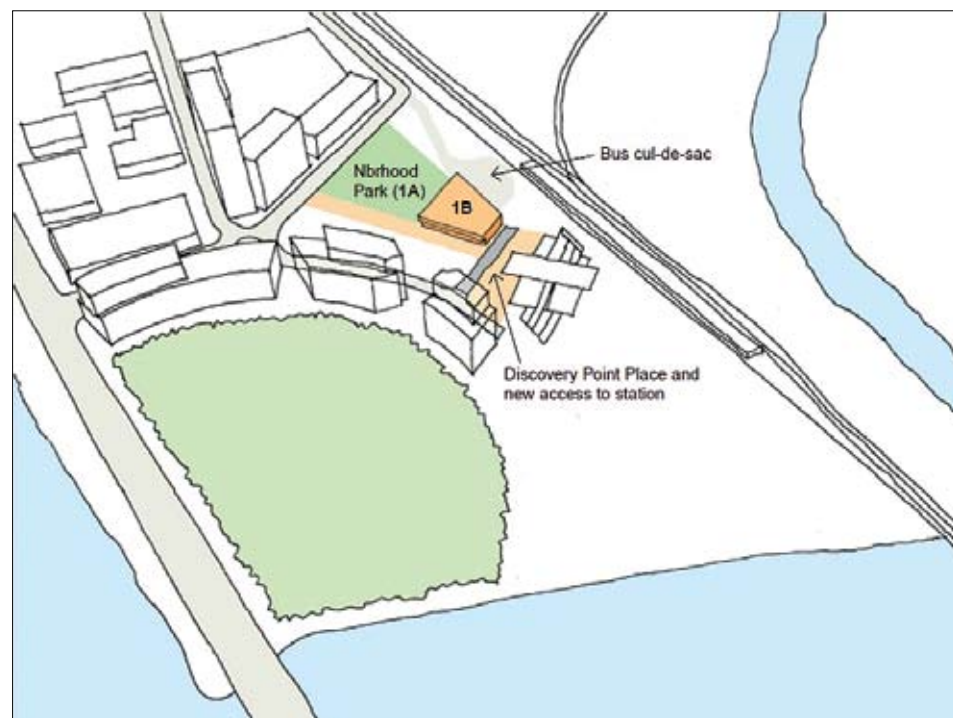 Bus cul-de-sac
Nbrhood
Park (1A)
1B
Discovery Point Place and
new access to station